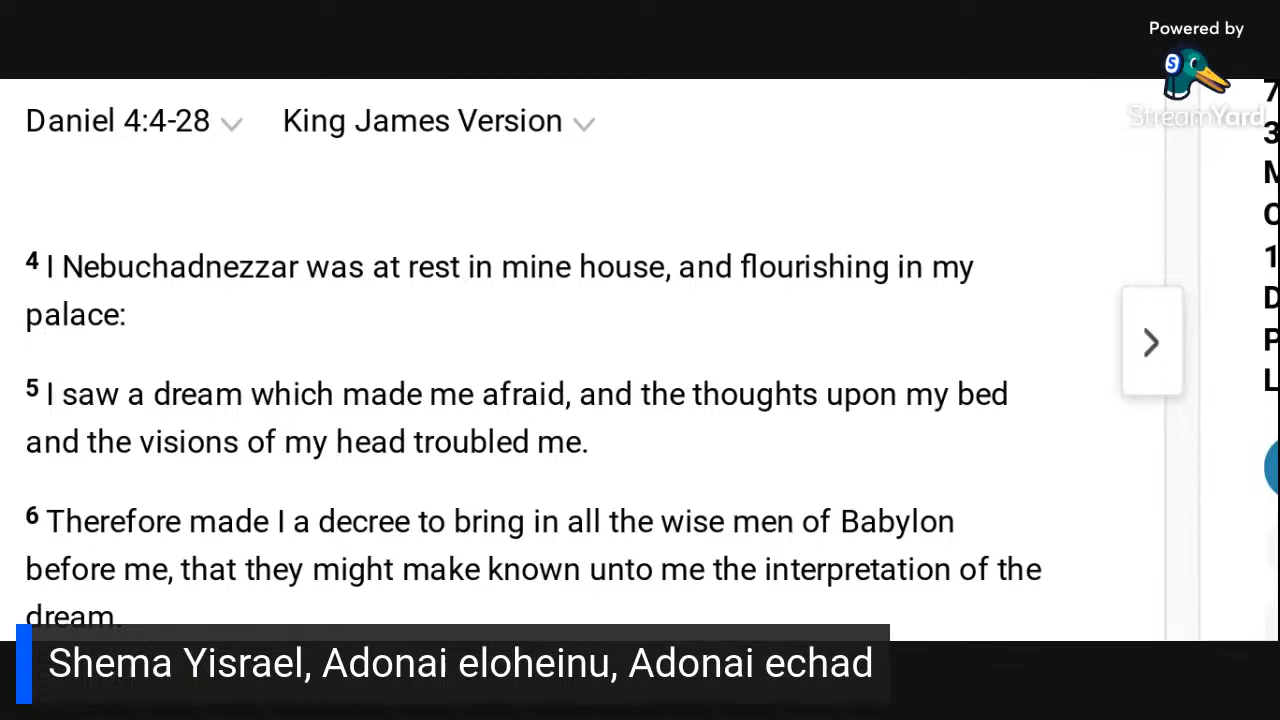 Powered by
StreamYard
Daniel 4:4-28 King James Version
4 I Nebuchadnezzar was at rest in mine house, and flourishing in my
palace:
5 I saw a dream which made me afraid, and the thoughts upon my bed
and the visions of my head troubled me.
6 Therefore made I a decree to bring in all the wise men of Babylon
before me, that they might make known unto me the interpretation of the
dream.
Shema Yisrael, Adonai eloheinu, Adonai echad